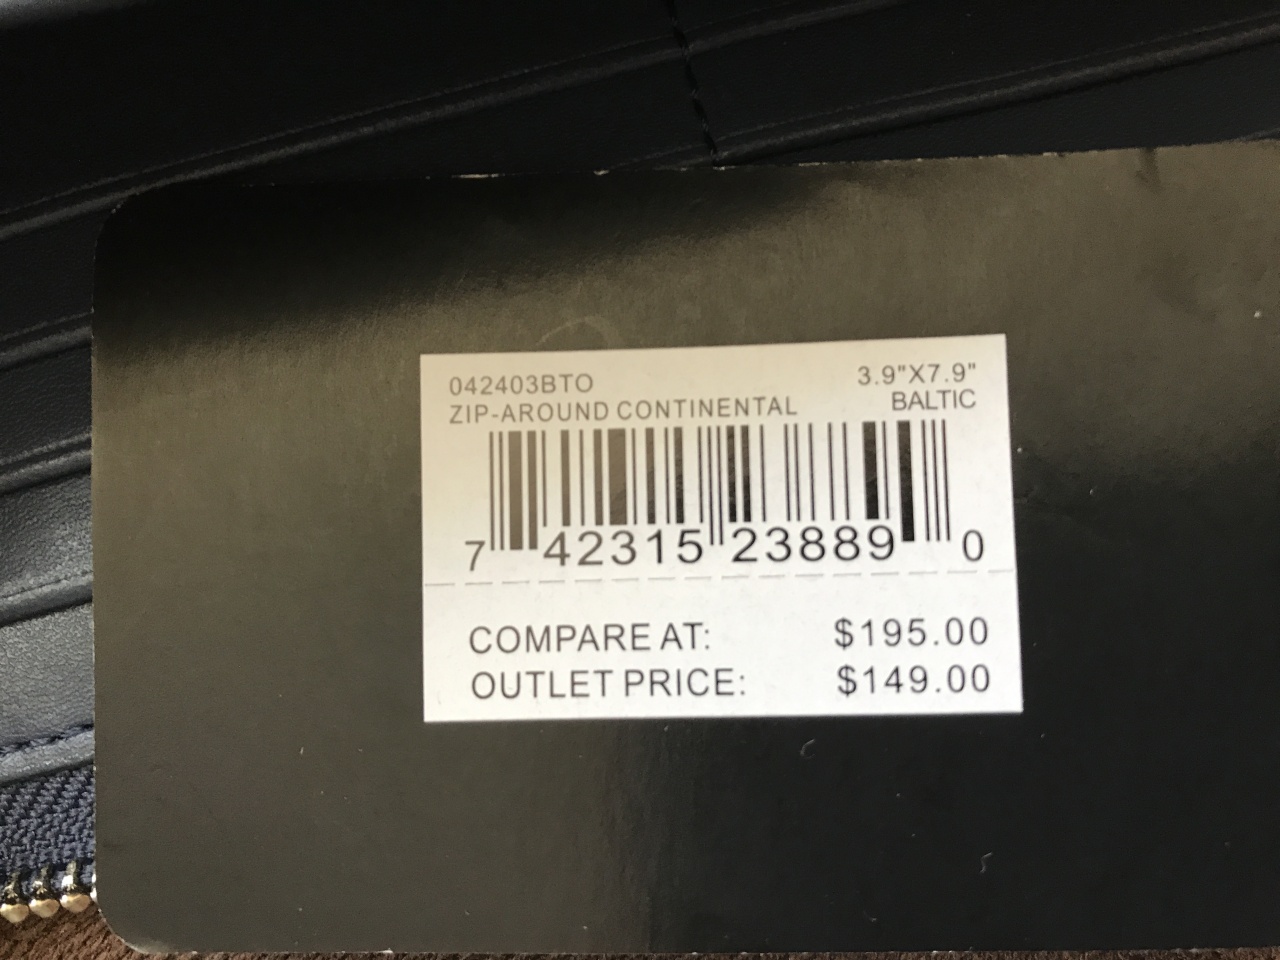 042403BTO 3.9"X7.9"
ZIP-AROUND CONTINENTAL BALTIC
7 42315 23889 0
COMPARE AT: $195.00
OUTLET PRICE: $149.00